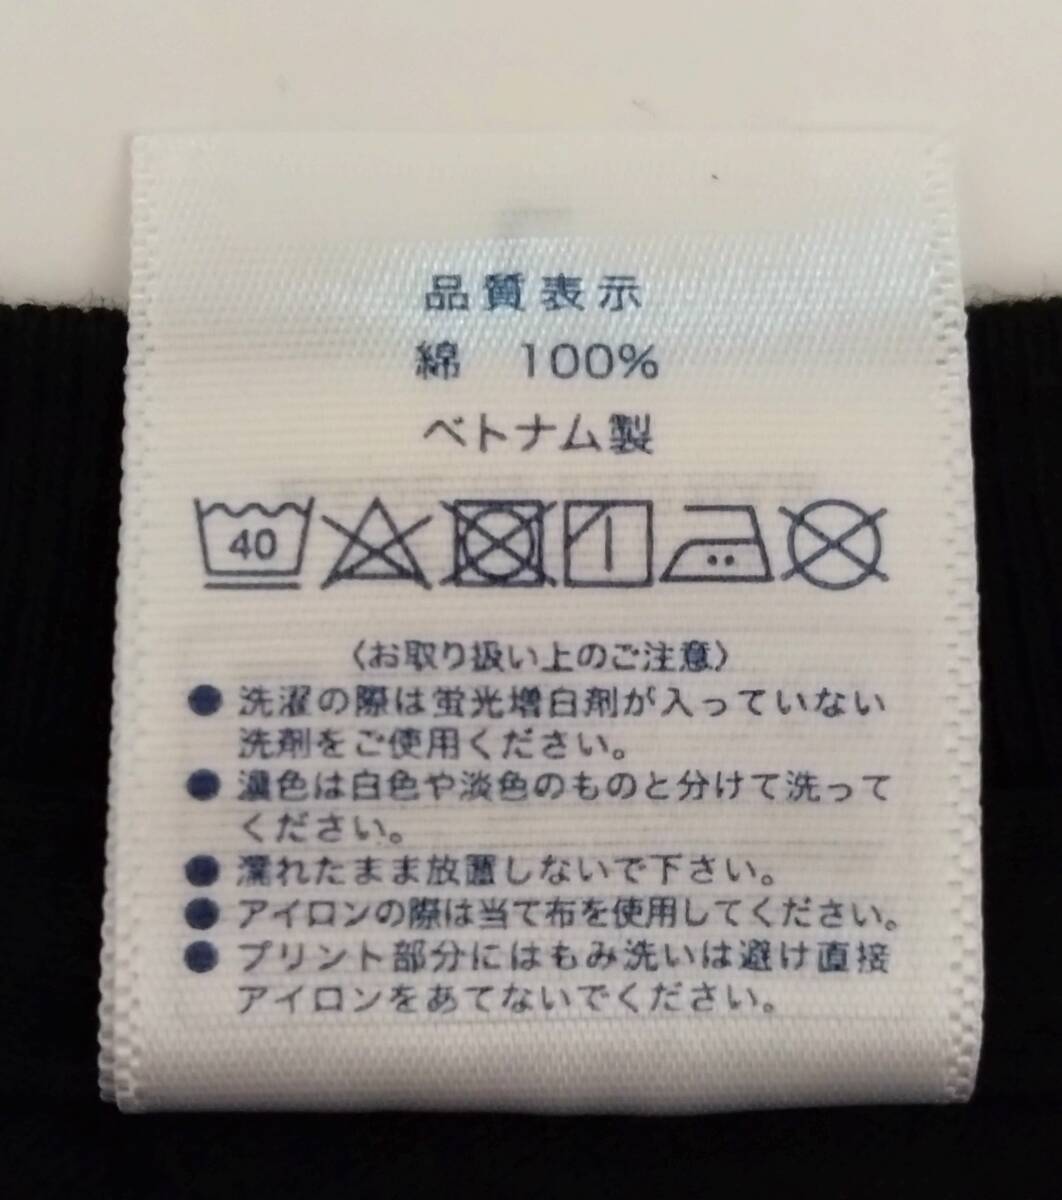 品質表示
綿 100%
ベトナム製
40
〈お取り扱い上のご注意〉
● 洗濯の際は蛍光増白剤が入っていない
洗剤をご使用ください。
● 濃色は白色や淡色のものと分けて洗って
ください。
● 濡れたまま放置しないで下さい。
● アイロンの際は当て布を使用してください。
● プリント部分にはもみ洗いは避け直接
アイロンをあてないでください。